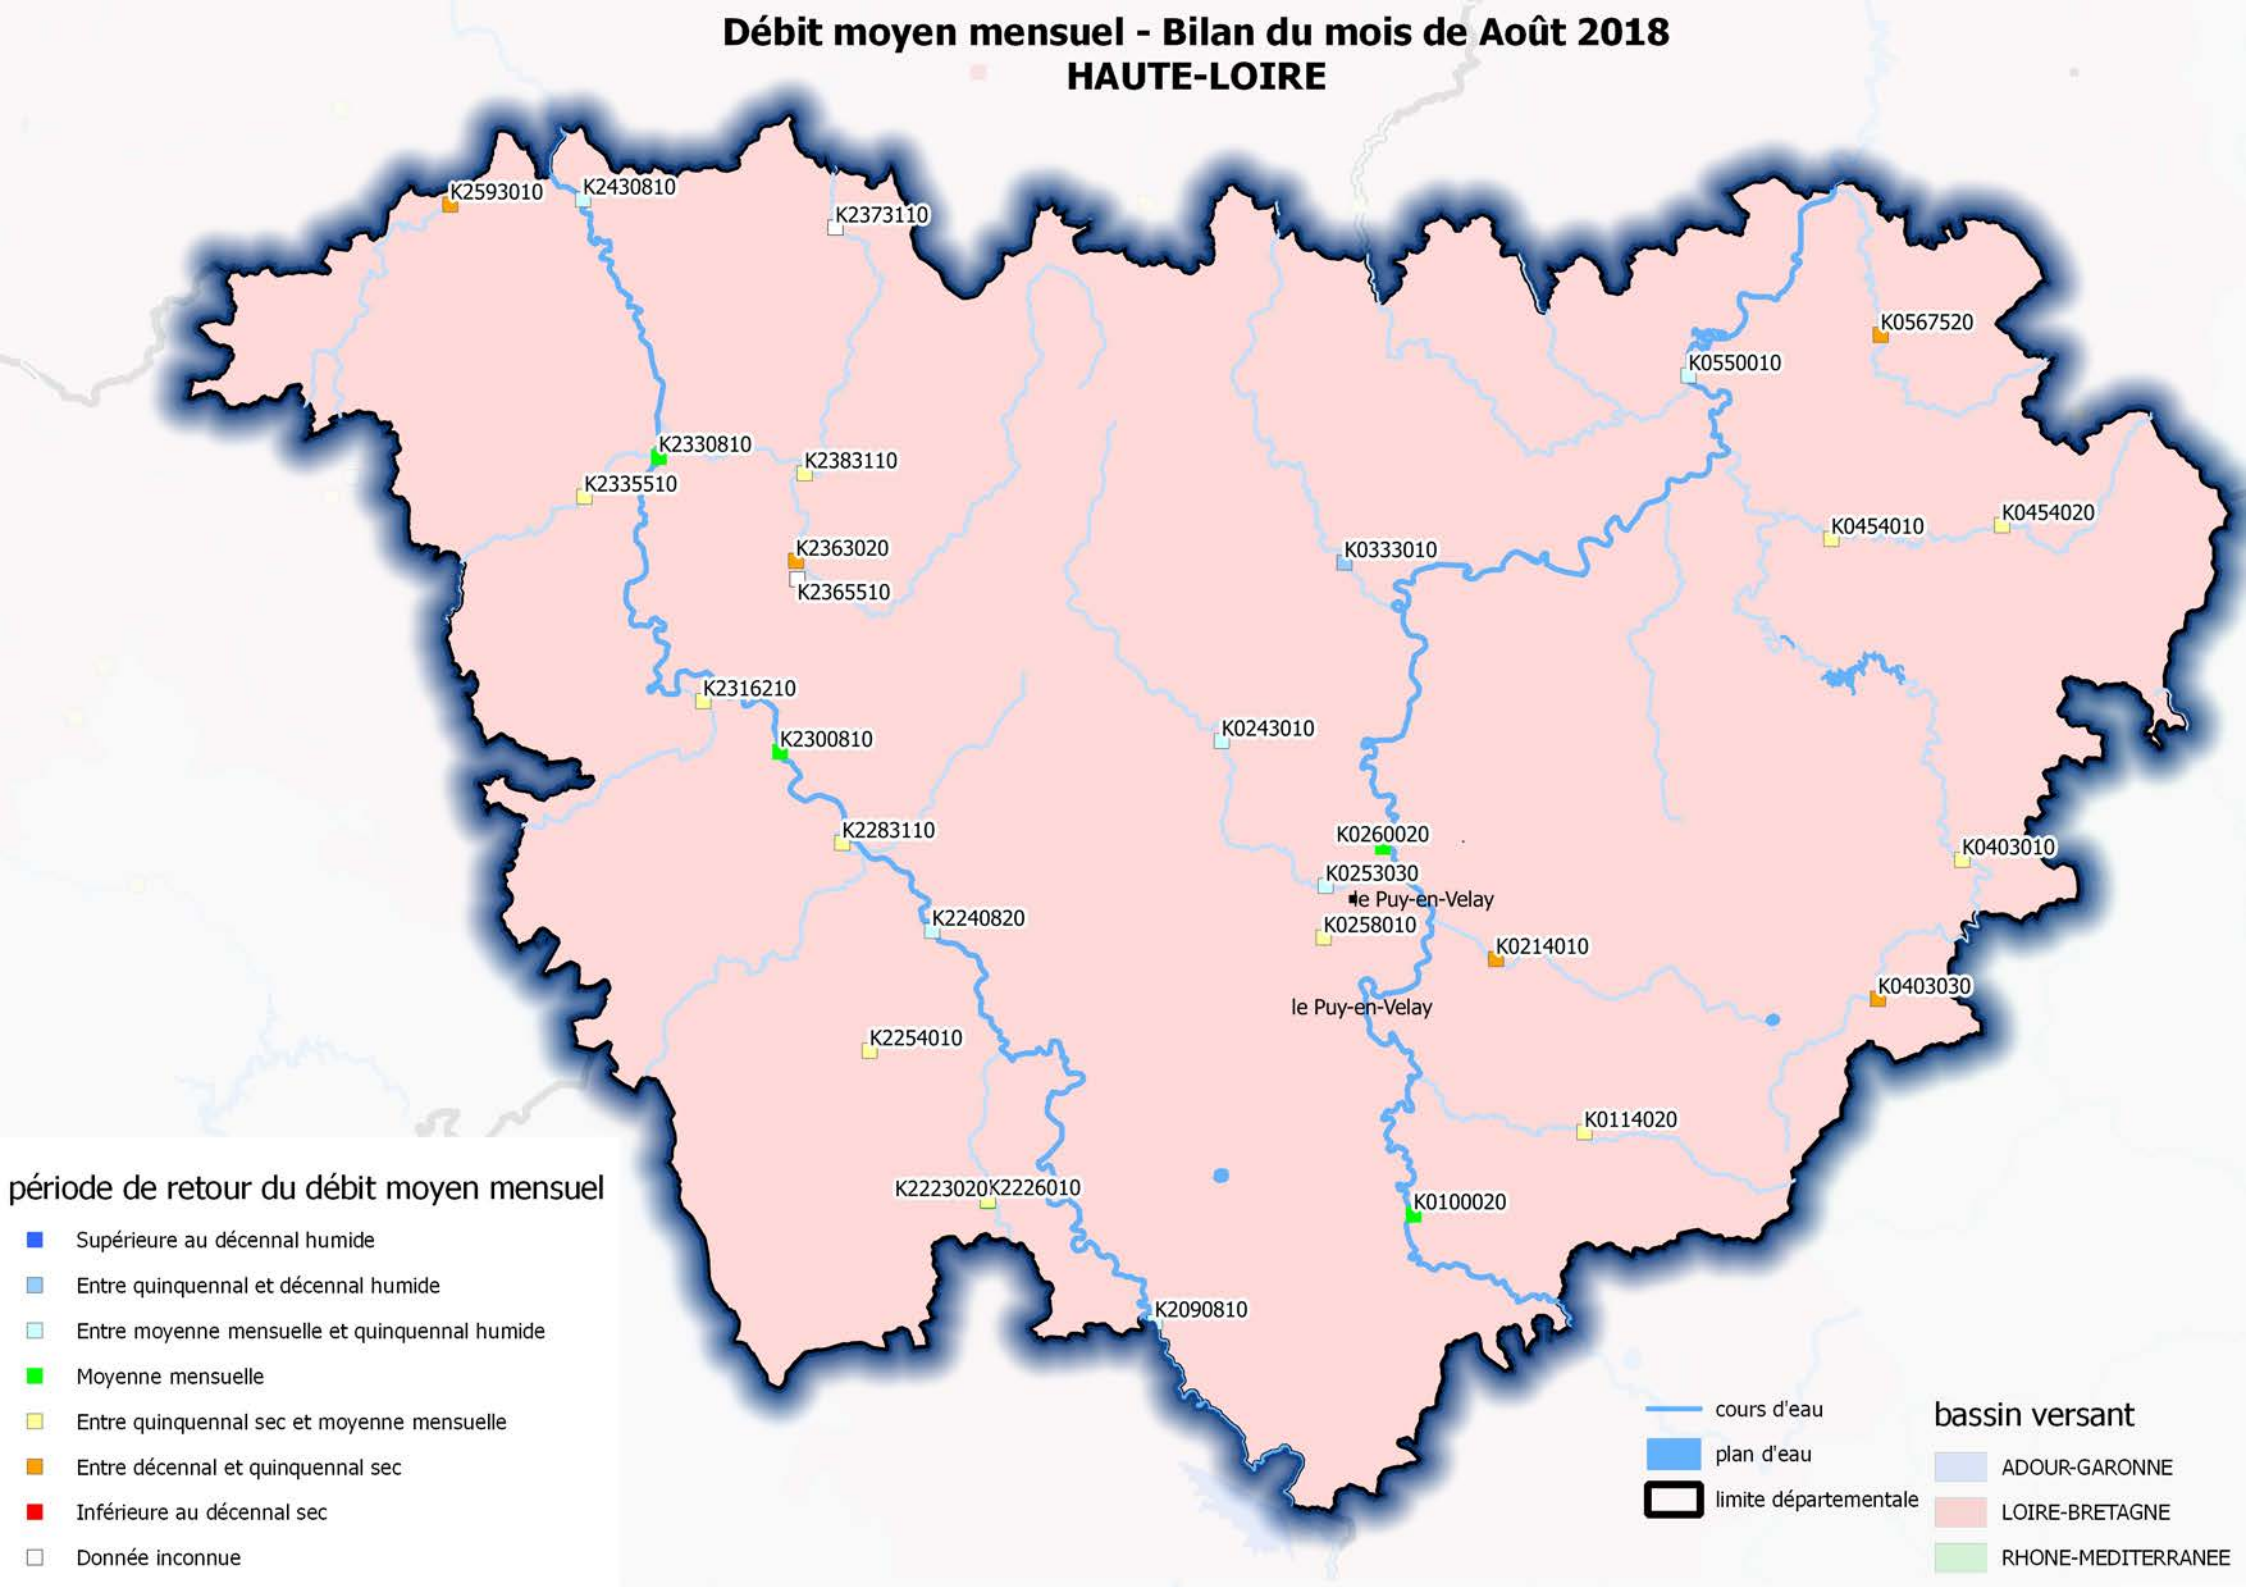 Débit moyen mensuel - Bilan du mois de Août 2018
HAUTE-LOIRE
K2593010
K2430810
K2373110
K0567520
K0550010
K2330810
K2383110
K2335510
K0454020
K0454010
K2363020
K0333010
K2365510
K2316210
K0243010
K2300810
K2283110
K0260020
K0403010
K0253030
le Puy-en-Velay
K2240820
K0258010
K0214010
K0403030
le Puy-en-Velay
K2254010
K0114020
K2223020
K2226010
K0100020
K2090810
période de retour du débit moyen mensuel
Supérieure au décennal humide
Entre quinquennal et décennal humide
Entre moyenne mensuelle et quinquennal humide
Moyenne mensuelle
Entre quinquennal sec et moyenne mensuelle
Entre décennal et quinquennal sec
Inférieure au décennal sec
Donnée inconnue
cours d'eau
plan d'eau
limite départementale
bassin versant
ADOUR-GARONNE
LOIRE-BRETAGNE
RHONE-MEDITERRANEE